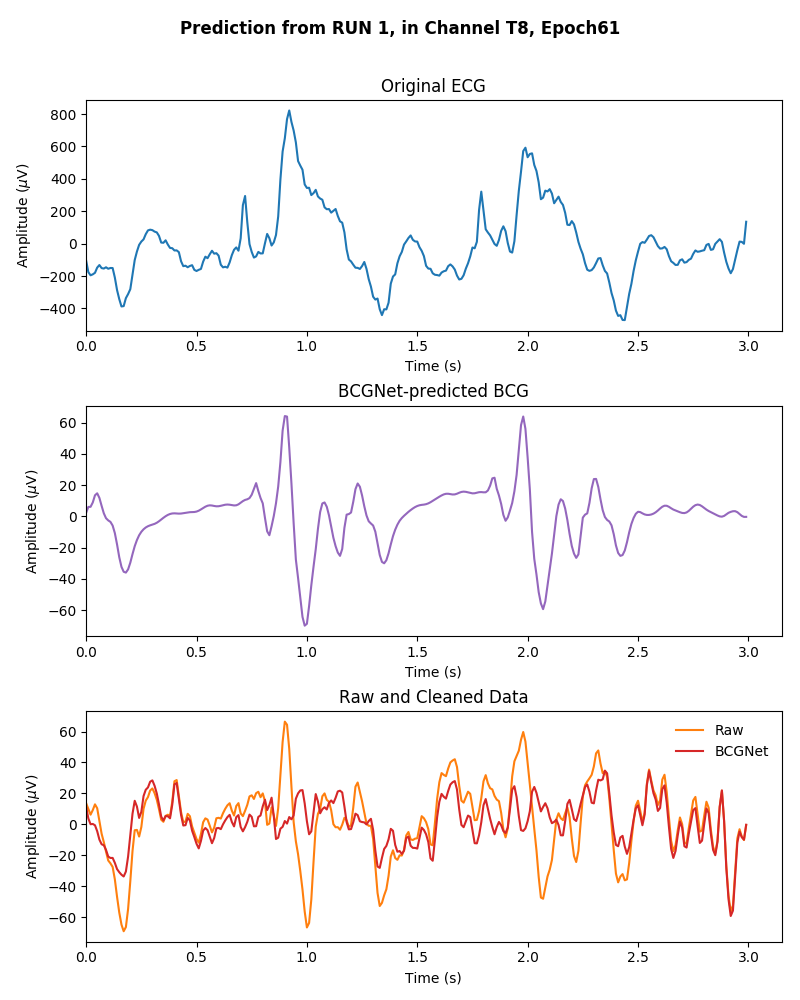 Prediction from RUN 1, in Channel T8, Epoch61
Original ECG
Amplitude (μV)
800
600
400
200
0
−200
−400
0.0 0.5 1.0 1.5 2.0 2.5 3.0
Time (s)
BCGNet-predicted BCG
Amplitude (μV)
60
40
20
0
−20
−40
−60
0.0 0.5 1.0 1.5 2.0 2.5 3.0
Time (s)
Raw and Cleaned Data
Amplitude (μV)
60
40
20
0
−20
−40
−60
Raw
BCGNet
0.0 0.5 1.0 1.5 2.0 2.5 3.0
Time (s)